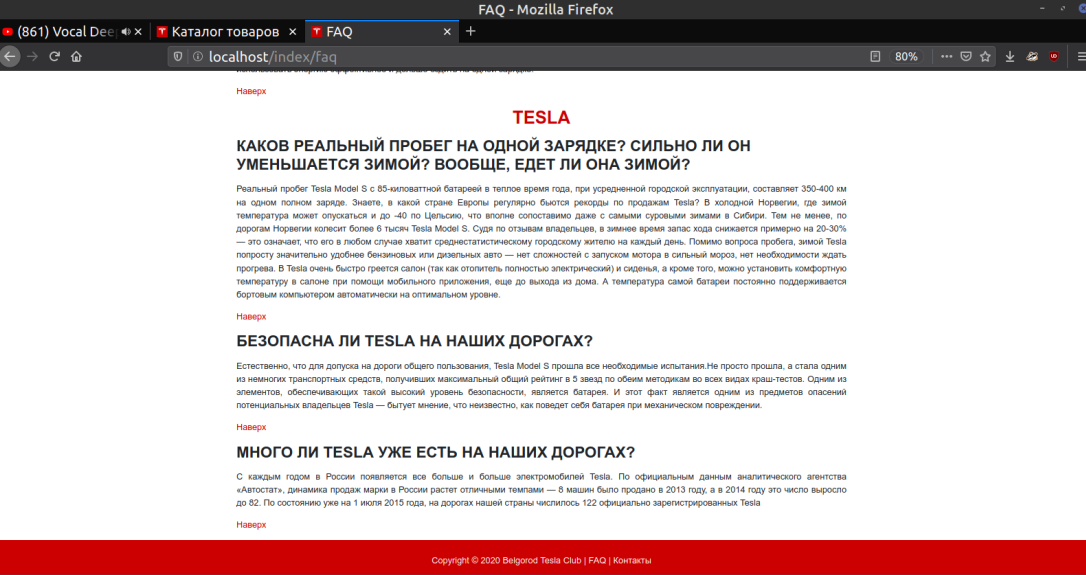 FAQ - Mozilla Firefox
(861) Vocal Dee
Каталог товаров
FAQ
localhost/index/faq
80%
использовать энергию эффективнее и дальше ездить на одной зарядке.
Наверх
TESLA
КАКОВ РЕАЛЬНЫЙ ПРОБЕГ НА ОДНОЙ ЗАРЯДКЕ? СИЛЬНО ЛИ ОН
УМЕНЬШАЕТСЯ ЗИМОЙ? ВООБЩЕ, ЕДЕТ ЛИ ОНА ЗИМОЙ?
Реальный пробег Tesla Model S с 85-киловаттной батареей в теплое время года, при усредненной городской эксплуатации, составляет 350-400 км
на одном полном заряде. Знаете, в какой стране Европы регулярно бьются рекорды по продажам Tesla? В холодной Норвегии, где зимой
температура может опускаться и до -40 по Цельсию, что вполне сопоставимо даже с самыми суровыми зимами в Сибири. Тем не менее, по
дорогам Норвегии колесит более 6 тысяч Tesla Model S. Судя по отзывам владельцев, в зимнее время запас хода снижается примерно на 20-30%
— это означает, что его в любом случае хватит среднестатистическому городскому жителю на каждый день. Помимо вопроса пробега, зимой Tesla
попросту значительно удобнее бензиновых или дизельных авто — нет сложностей с запуском мотора в сильный мороз, нет необходимости ждать
прогрева. В Tesla очень быстро греется салон (так как отопитель полностью электрический) и сиденья, а кроме того, можно установить комфортную
температуру в салоне при помощи мобильного приложения, еще до выхода из дома. А температура самой батареи постоянно поддерживается
бортовым компьютером автоматически на оптимальном уровне.
Наверх
БЕЗОПАСНА ЛИ TESLA НА НАШИХ ДОРОГАХ?
Естественно, что для допуска на дороги общего пользования, Tesla Model S прошла все необходимые испытания.Не просто прошла, а стала одним
из немногих транспортных средств, получивших максимальный общий рейтинг в 5 звезд по обеим методикам во всех видах краш-тестов. Одним из
элементов, обеспечивающих такой высокий уровень безопасности, является батарея. И этот факт является одним из предметов опасений
потенциальных владельцев Tesla — бытует мнение, что неизвестно, как поведет себя батарея при механическом повреждении.
Наверх
МНОГО ЛИ TESLA УЖЕ ЕСТЬ НА НАШИХ ДОРОГАХ?
С каждым годом в России появляется все больше и больше электромобилей Tesla. По официальным данным аналитического агентства
«Автостат», динамика продаж марки в России растет отличными темпами — 8 машин было продано в 2013 году, а в 2014 году это число выросло
до 82. По состоянию уже на 1 июля 2015 года, на дорогах нашей страны числилось 122 официально зарегистрированных Tesla
Наверх
Copyright © 2020 Belgorod Tesla Club | FAQ | Контакты